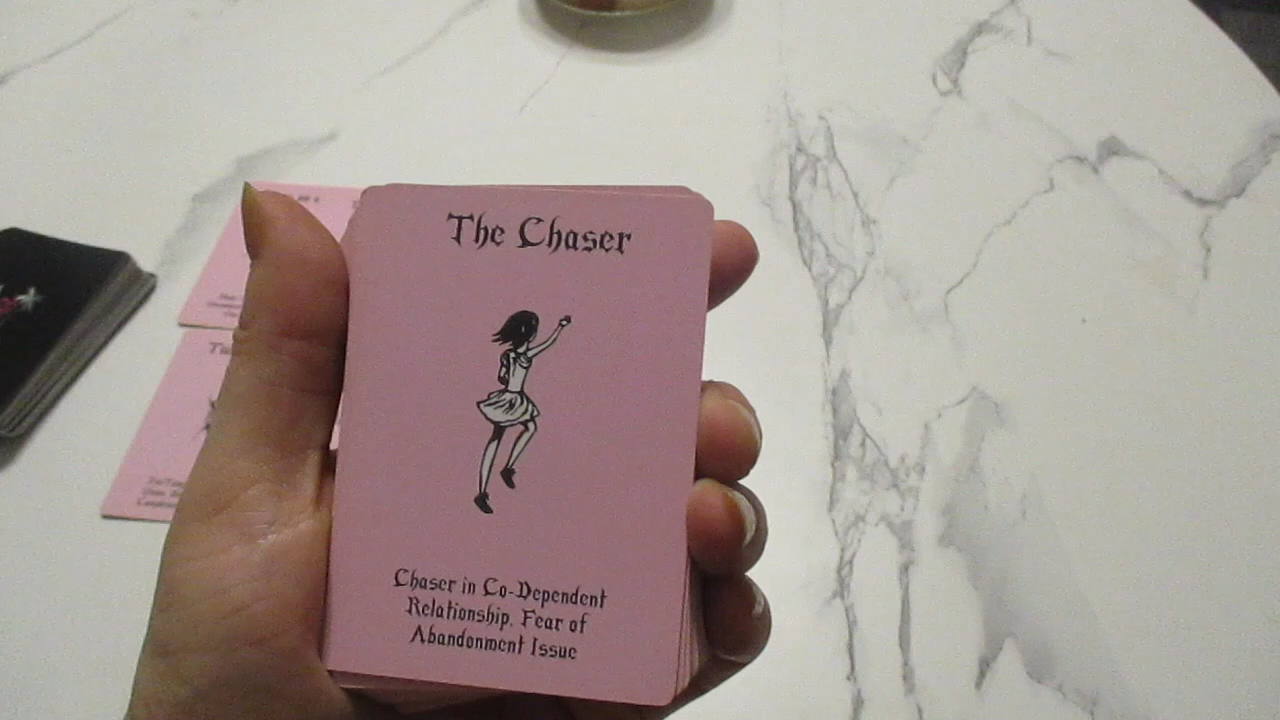 The Chaser
Chaser in Co-Dependent
Relationship, Fear of
Abandonment Issue